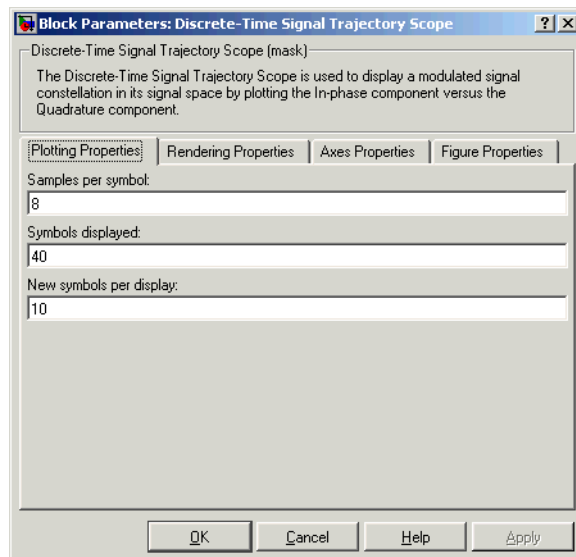 Block Parameters: Discrete-Time Signal Trajectory Scope
Discrete-Time Signal Trajectory Scope (mask)
The Discrete-Time Signal Trajectory Scope is used to display a modulated signal
constellation in its signal space by plotting the In-phase component versus the
Quadrature component.
Plotting Properties Rendering Properties Axes Properties Figure Properties
Samples per symbol:
8
Symbols displayed:
40
New symbols per display:
10
OK Cancel Help Apply